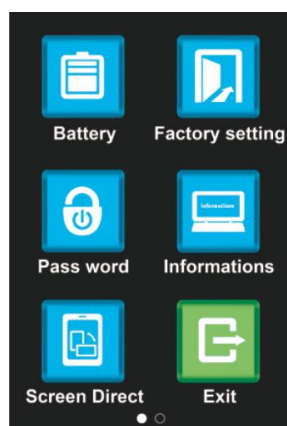 Battery
Factory setting
Informations
Pass word
Informations
Screen Direct
Exit